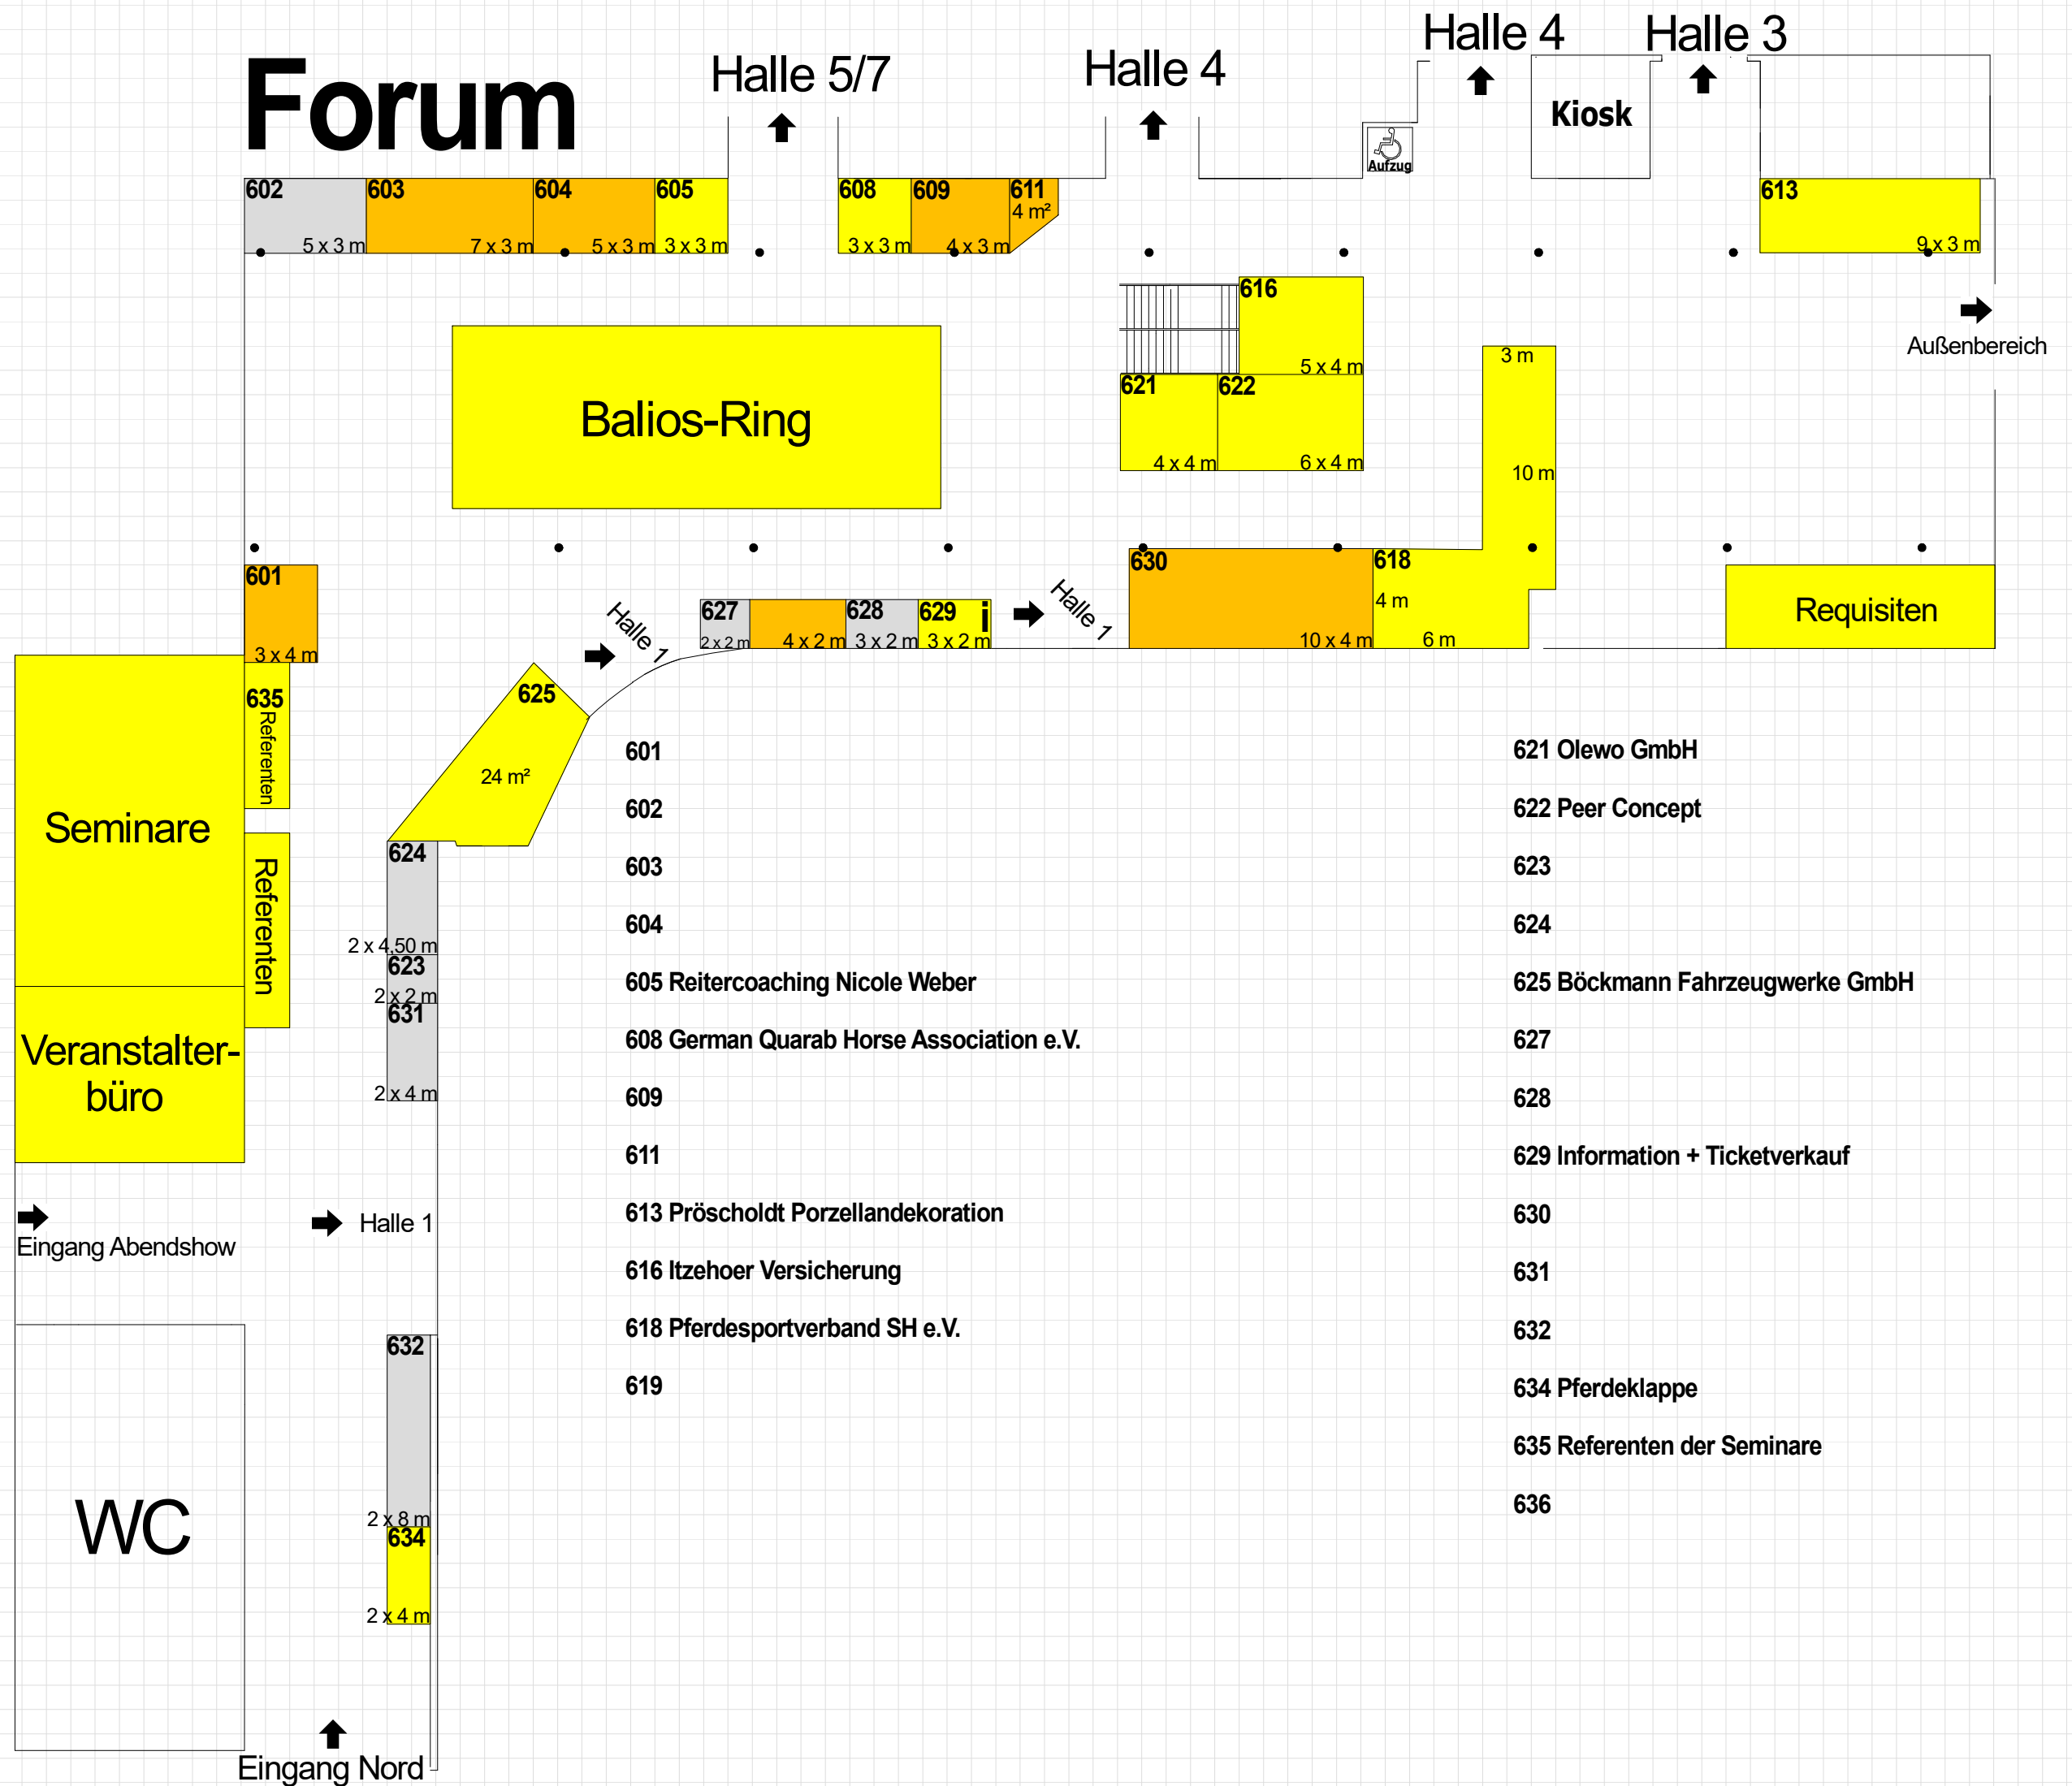 Forum
Halle 5/7
Halle 4
Halle 4
Halle 3
Kiosk
Aufzug
602
5 x 3 m
603
7 x 3 m
604
5 x 3 m
605
3 x 3 m
608
3 x 3 m
609
4 x 3 m
611
4 m²
613
9 x 3 m
616
5 x 4 m
Außenbereich
Balios-Ring
621
4 x 4 m
622
6 x 4 m
3 m
10 m
601
3 x 4 m
Halle 1
627
2 x 2 m
4 x 2 m
628
3 x 2 m
629
i
3 x 2 m
Halle 1
630
10 x 4 m
618
4 m
6 m
Requisiten
635
Referenten
Seminare
Referenten
Veranstalter-
büro
625
24 m²
624
2 x 4,50 m
623
2 x 2 m
631
2 x 4 m
Eingang Abendshow
Halle 1
632
2 x 8 m
634
2 x 4 m
WC
Eingang Nord
601
602
603
604
605 Reitercoaching Nicole Weber
608 German Quarab Horse Association e.V.
609
611
613 Pröscholdt Porzellandekoration
616 Itzehoer Versicherung
618 Pferdesportverband SH e.V.
619
621 Olewo GmbH
622 Peer Concept
623
624
625 Böckmann Fahrzeugwerke GmbH
627
628
629 Information + Ticketverkauf
630
631
632
634 Pferdeklappe
635 Referenten der Seminare
636